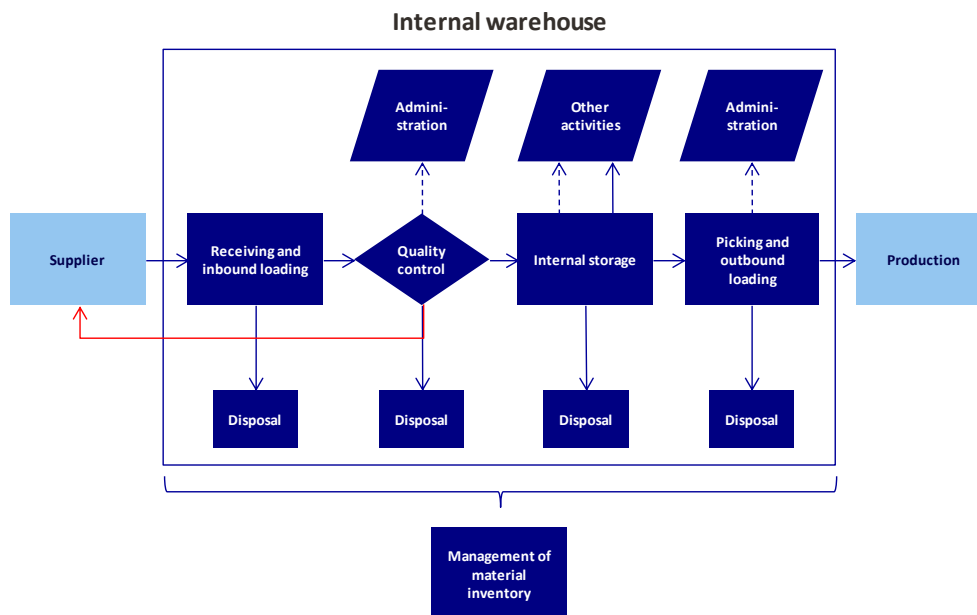 Internal warehouse
Admini-
stration
Other
activities
Admini-
stration
Supplier
Receiving and
inbound loading
Quality
control
Internal storage
Picking and
outbound
loading
Production
Disposal
Disposal
Disposal
Disposal
Management of
material
inventory